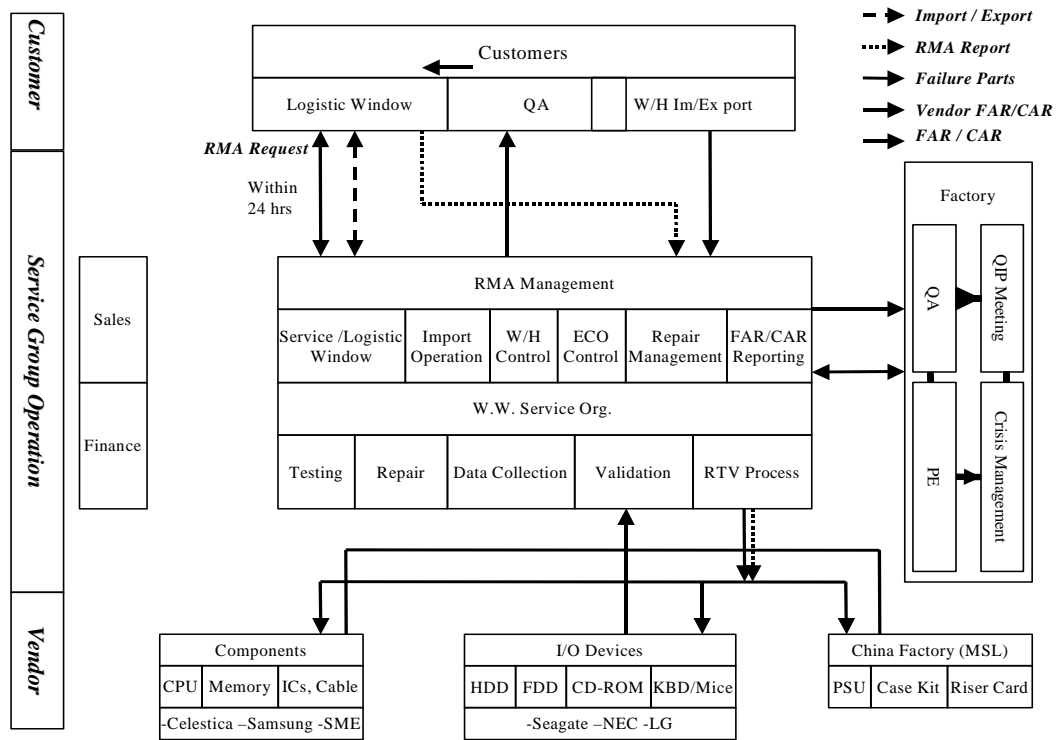 Customer
Service Group Operation
Vendor
Import / Export
RMA Report
Failure Parts
Vendor FAR/CAR
FAR / CAR
Customers
Logistic Window
QA
W/H Im/Ex port
RMA Request
Within
24 hrs
Sales
Finance
RMA Management
Service /Logistic
Window
Import
Operation
W/H
Control
ECO
Control
Repair
Management
FAR/CAR
Reporting
W.W. Service Org.
Testing
Repair
Data Collection
Validation
RTV Process
Factory
QA
QIP Meeting
PE
Crisis Management
Components
CPU
Memory
ICs, Cable
-Celestica –Samsung -SME
I/O Devices
HDD
FDD
CD-ROM
KBD/Mice
-Seagate –NEC -LG
China Factory (MSL)
PSU
Case Kit
Riser Card